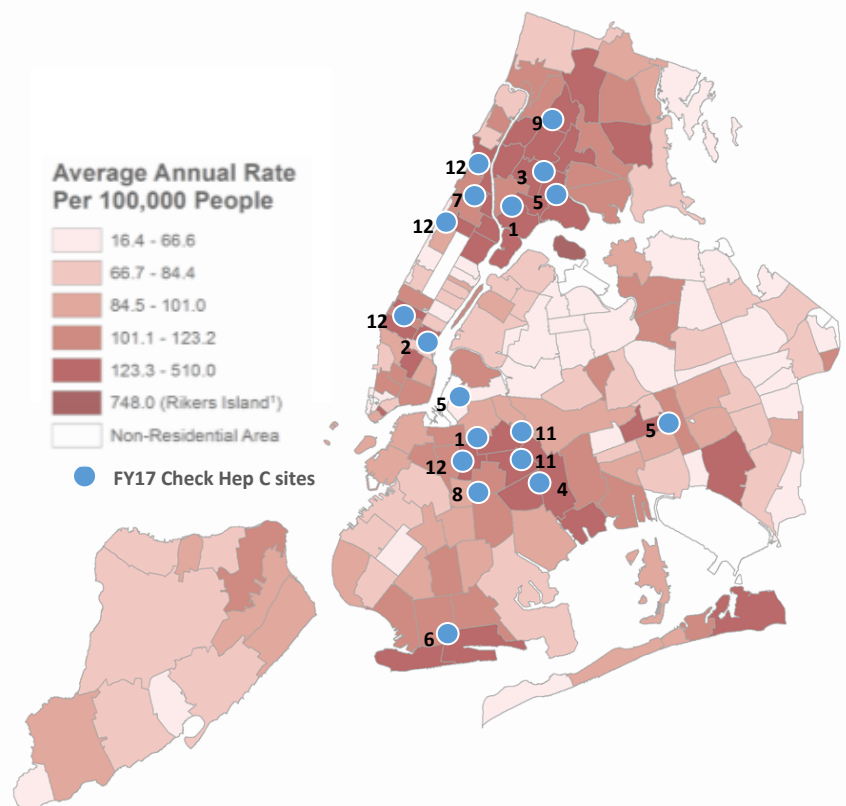 Average Annual Rate
Per 100,000 People
16.4 - 66.6
66.7 - 84.4
84.5 - 101.0
101.1 - 123.2
123.3 - 510.0
748.0 (Rikers Island¹)
Non-Residential Area
FY17 Check Hep C sites
9
12
3
7
5
12
1
12
2
5
1
11
5
12
11
8
4
6